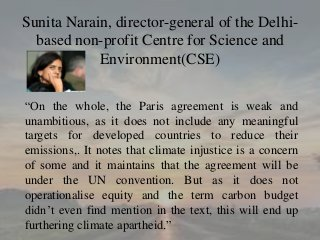 Sunita Narain, director-general of the Delhi-
based non-profit Centre for Science and
Environment(CSE)
“On the whole, the Paris agreement is weak and
unambitious, as it does not include any meaningful
targets for developed countries to reduce their
emissions,. It notes that climate injustice is a concern
of some and it maintains that the agreement will be
under the UN convention. But as it does not
operationalise equity and the term carbon budget
didn’t even find mention in the text, this will end up
furthering climate apartheid.”